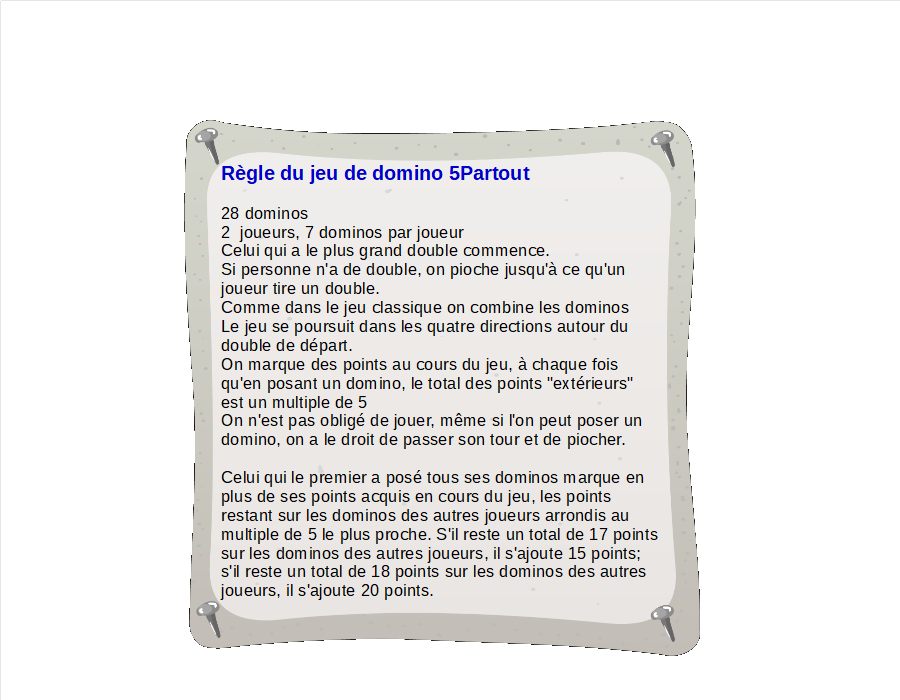 Règle du jeu de domino 5Partout
28 dominos
2  joueurs, 7 dominos par joueur
Celui qui a le plus grand double commence.
Si personne n'a de double, on pioche jusqu'à ce qu'un
joueur tire un double.
Comme dans le jeu classique on combine les dominos
Le jeu se poursuit dans les quatre directions autour du
double de départ.
On marque des points au cours du jeu, à chaque fois
qu'en posant un domino, le total des points "extérieurs"
est un multiple de 5
On n'est pas obligé de jouer, même si l'on peut poser un
domino, on a le droit de passer son tour et de piocher.
Celui qui le premier a posé tous ses dominos marque en
plus de ses points acquis en cours du jeu, les points
restant sur les dominos des autres joueurs arrondis au
multiple de 5 le plus proche. S'il reste un total de 17 points
sur les dominos des autres joueurs, il s'ajoute 15 points;
s'il reste un total de 18 points sur les dominos des autres
joueurs, il s'ajoute 20 points.